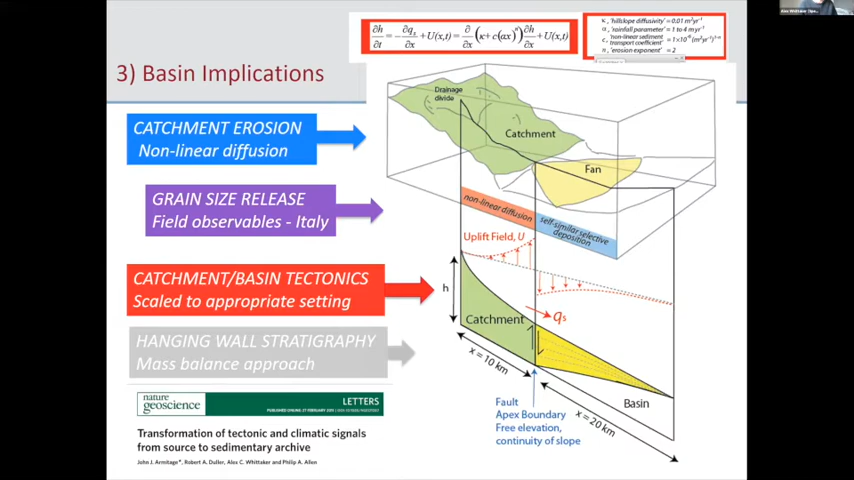 3) Basin Implications
∂h/∂t = -∂qs/∂x + U(x,t) = ∂/∂x (κ + c(αx)ⁿ) ∂h/∂x + U(x,t)
'hillslope diffusivity' = 0.01 m²yr⁻¹
'rainfall parameter' = 1 to 4 myr⁻¹
'non-linear sediment
transport coefficient'
n, 'erosion exponent' = 2
CATCHMENT EROSION
Non-linear diffusion
GRAIN SIZE RELEASE
Field observables - Italy
CATCHMENT/BASIN TECTONICS
Scaled to appropriate setting
HANGING WALL STRATIGRAPHY
Mass balance approach
Drainage
divide
Catchment
Fan
non-linear diffusion
self-similar selective
deposition
Uplift Field, U
h
Catchment
qs
x = 10 km
x = 20 km
Basin
Fault
Apex Boundary
Free elevation,
continuity of slope
nature
geoscience
LETTERS
Transformation of tectonic and climatic signals
from source to sedimentary archive
John J. Armitage*, Robert A. Duller, Alex C. Whittaker and Philip A. Allen